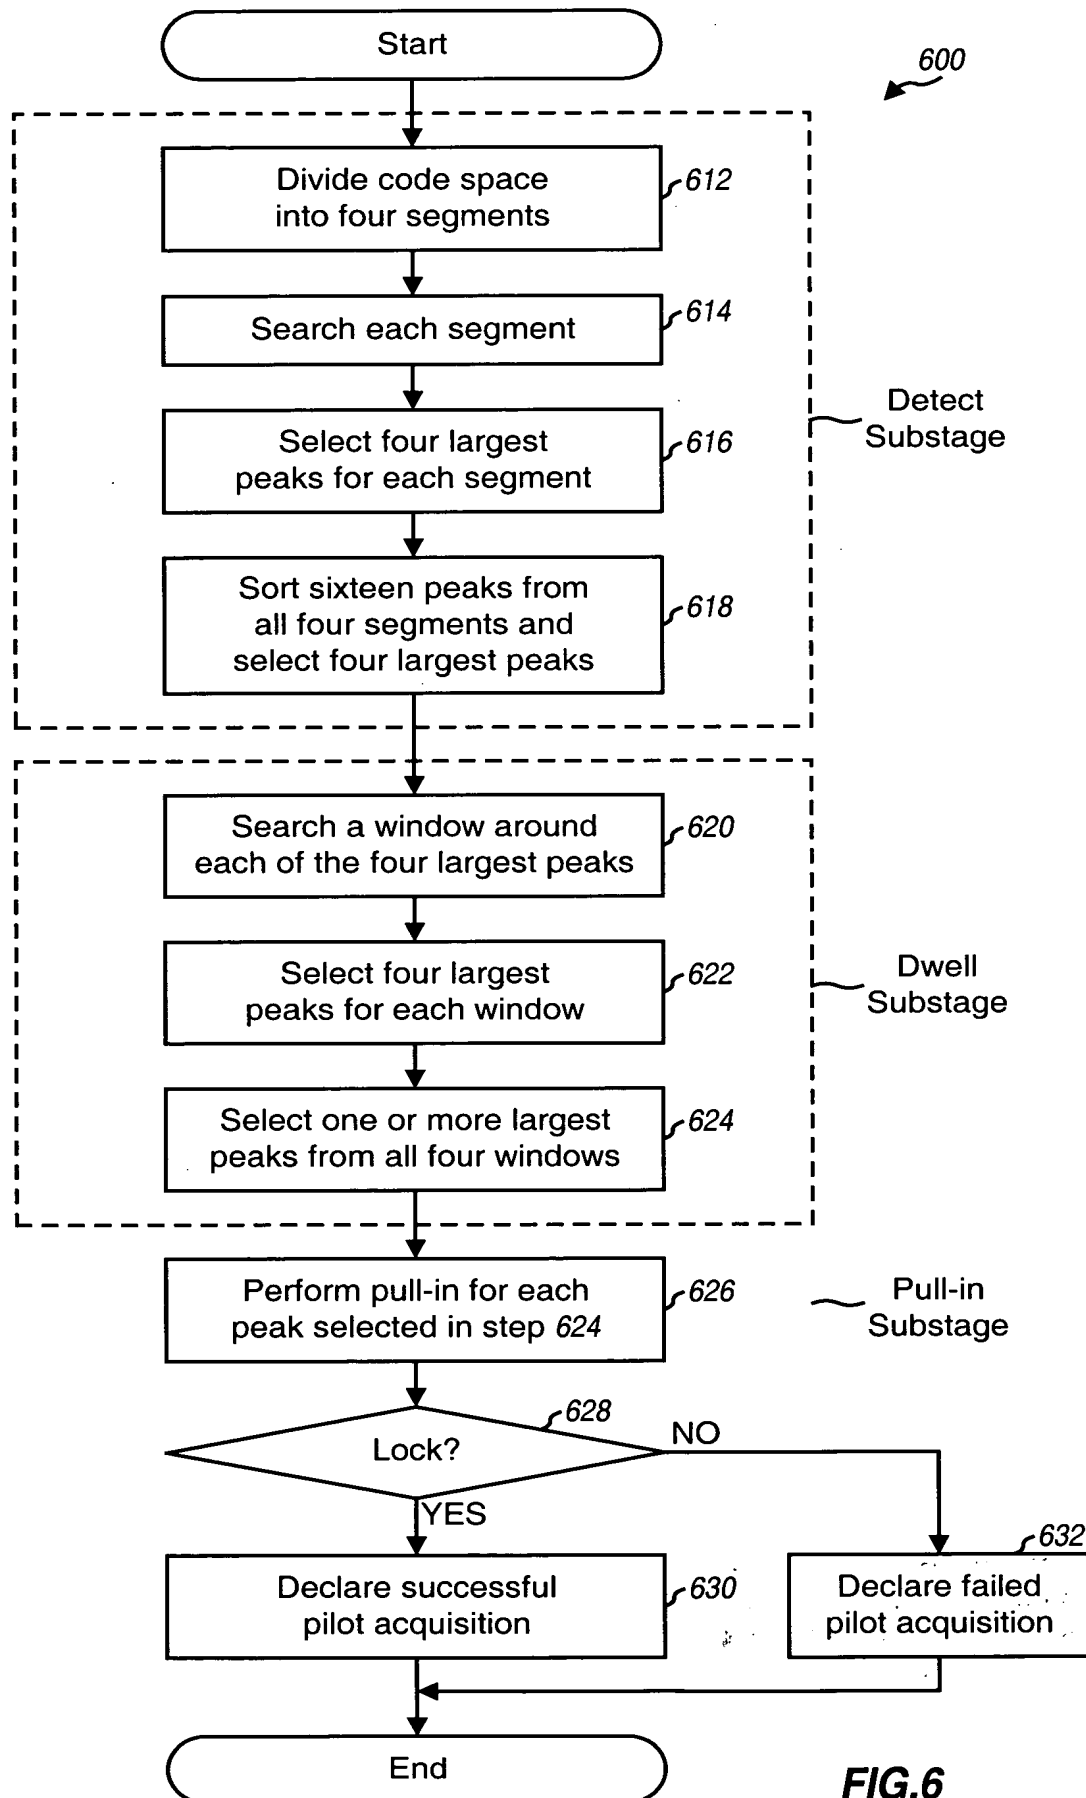 Start
600
Divide code space
into four segments
612
Search each segment
614
Select four largest
peaks for each segment
616
Detect
Substage
Sort sixteen peaks from
all four segments and
select four largest peaks
618
Search a window around
each of the four largest peaks
620
Select four largest
peaks for each window
622
Dwell
Substage
Select one or more largest
peaks from all four windows
624
Perform pull-in for each
peak selected in step 624
626
Pull-in
Substage
Lock?
628
NO
YES
Declare successful
pilot acquisition
630
Declare failed
pilot acquisition
632
End
FIG.6